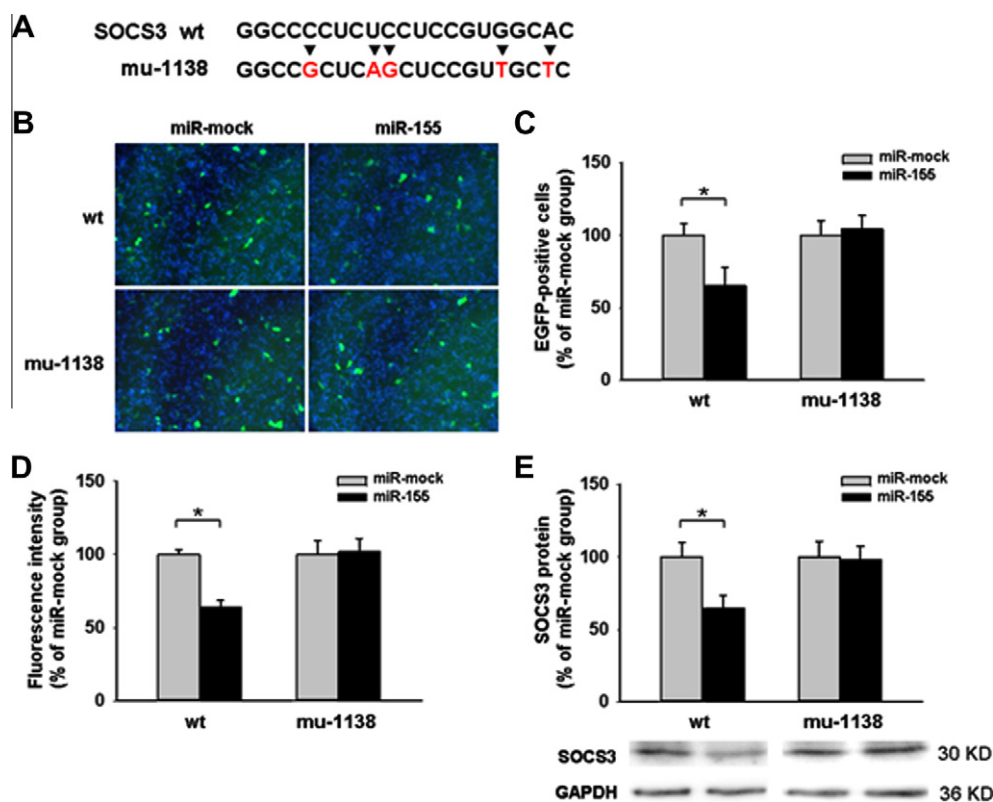 A
SOCS3 wt GGCCCCUCUUCCUCCGUGGCAC
mu-1138 GGCCGCUCAGCUCCGUTGCTC
B
miR-mock miR-155
wt
mu-1138
C
EGFP-positive cells
(% of miR-mock group)
150
100
50
0
miR-mock
miR-155
*
wt mu-1138
D
Fluorescence intensity
(% of miR-mock group)
150
100
50
0
miR-mock
miR-155
*
wt mu-1138
E
SOCS3 protein
(% of miR-mock group)
150
100
50
0
miR-mock
miR-155
*
wt mu-1138
SOCS3 30 KD
GAPDH 36 KD